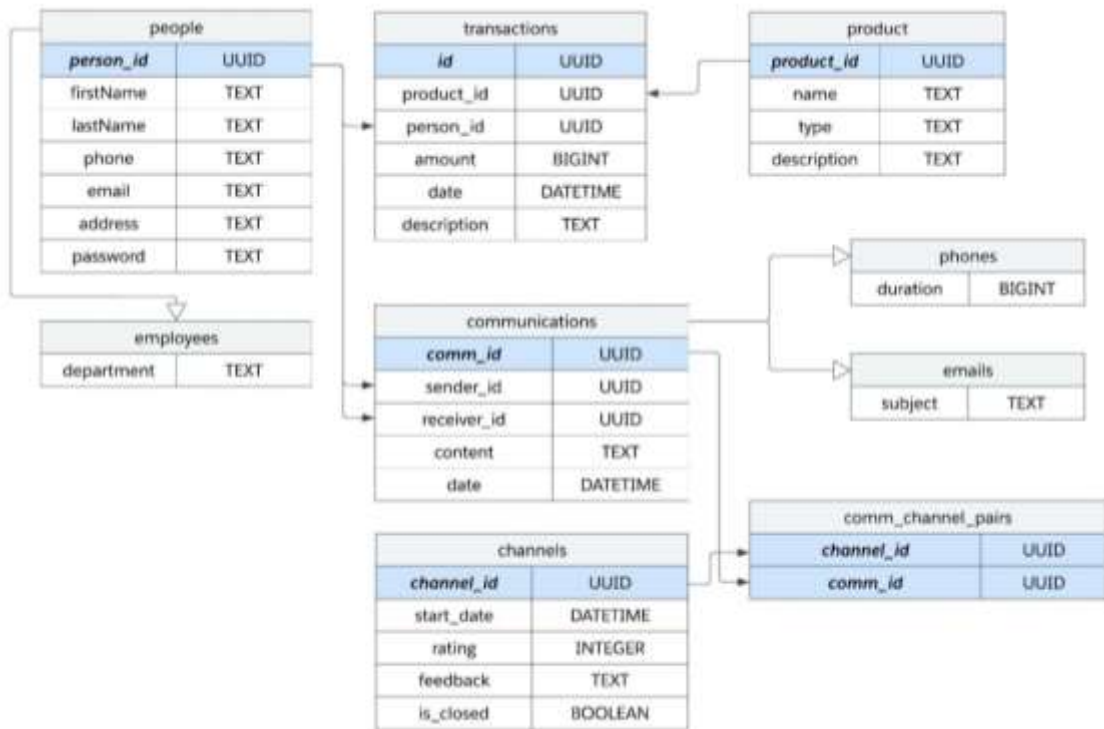 people
person_id UUID
firstName TEXT
lastName TEXT
phone TEXT
email TEXT
address TEXT
password TEXT
employees
department TEXT
transactions
id UUID
product_id UUID
person_id UUID
amount BIGINT
date DATETIME
description TEXT
product
product_id UUID
name TEXT
type TEXT
description TEXT
communications
comm_id UUID
sender_id UUID
receiver_id UUID
content TEXT
date DATETIME
phones
duration BIGINT
emails
subject TEXT
channels
channel_id UUID
start_date DATETIME
rating INTEGER
feedback TEXT
is_closed BOOLEAN
comm_channel_pairs
channel_id UUID
comm_id UUID